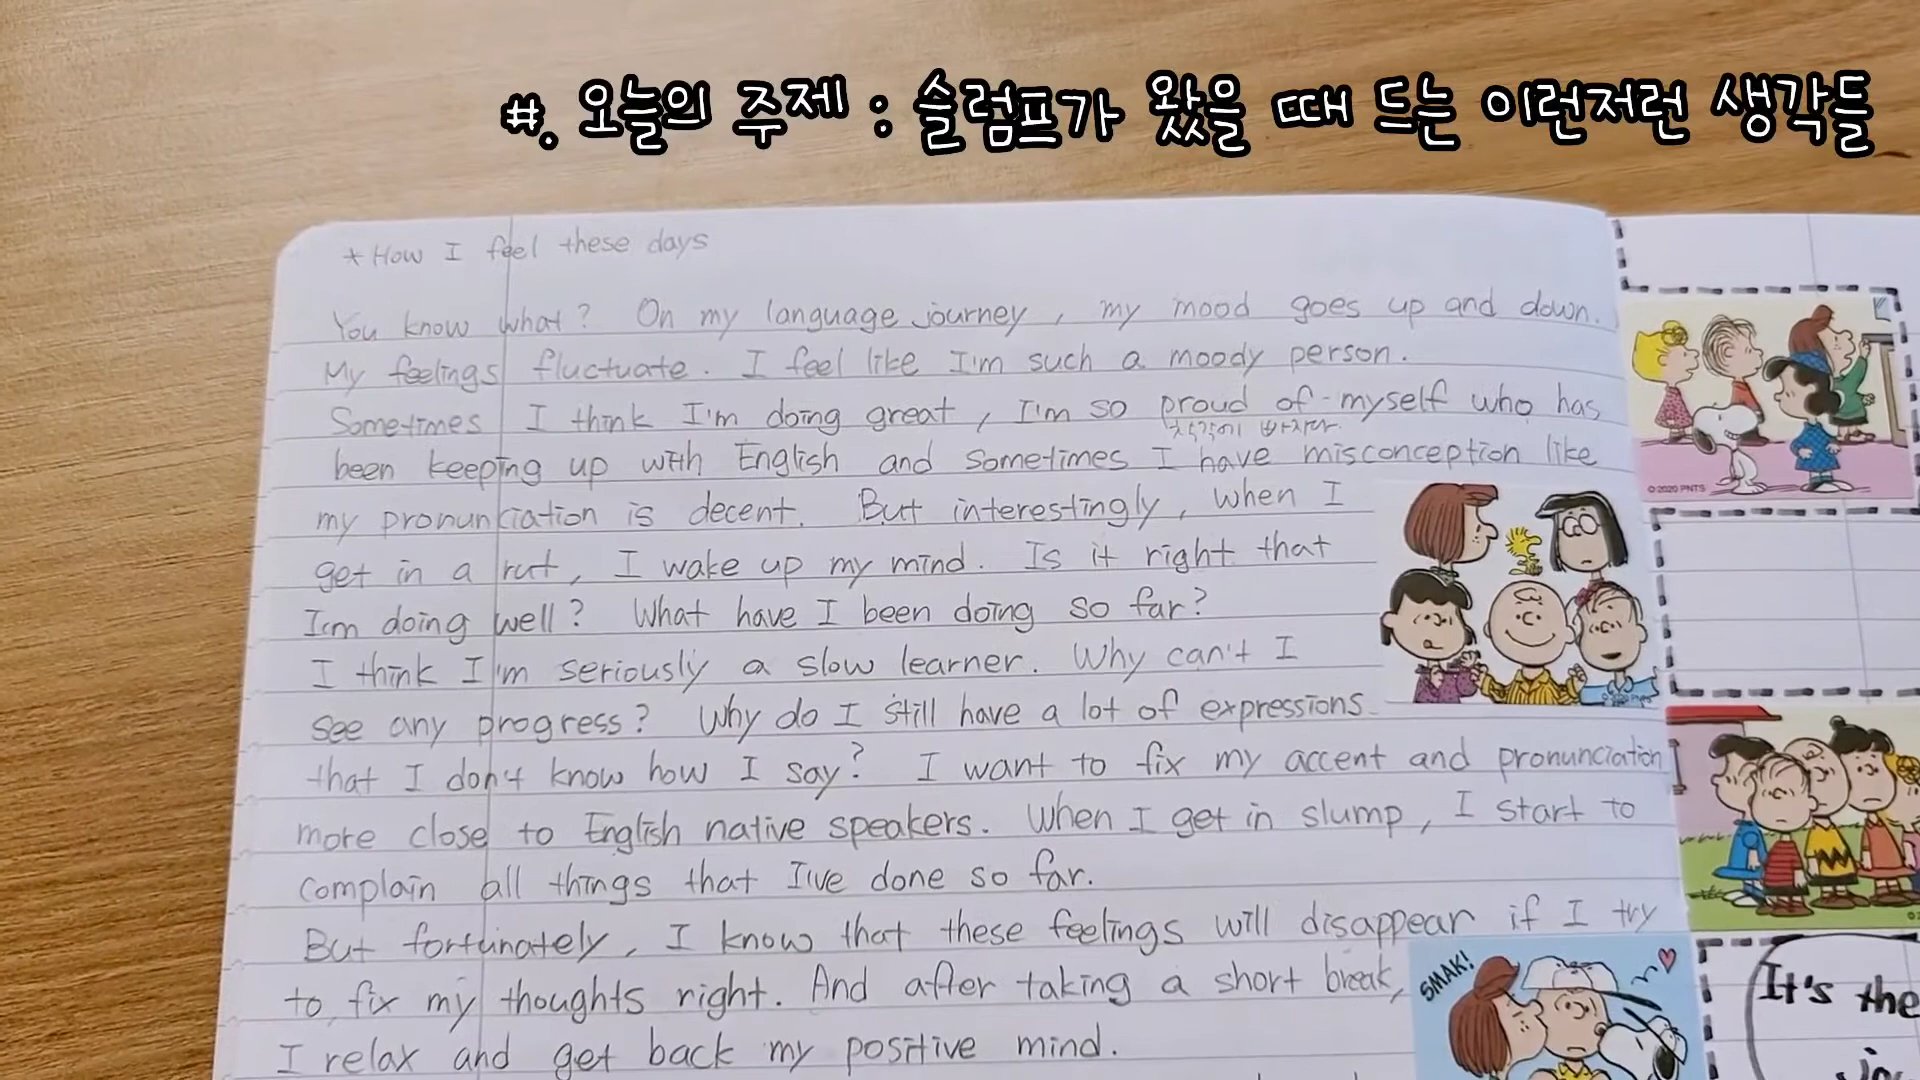 #. 오늘의 주제 : 슬럼프가 왔을 때 드는 이런저런 생각들
* How I feel these days
You know what? On my language journey, my mood goes up and down.
My feelings fluctuate. I feel like I'm such a moody person.
Sometimes I think I'm doing great, I'm so proud of myself who has
착각에 빠지다
been keeping up with English and sometimes I have misconception like
my pronunciation is decent. But interestingly, when I
get in a rut, I wake up my mind. Is it right that
I'm doing well? What have I been doing so far?
I think I'm seriously a slow learner. Why can't I
see any progress? Why do I still have a lot of expressions
that I don't know how I say? I want to fix my accent and pronunciation
more close to English native speakers. When I get in slump, I start to
complain all things that I've done so far.
But fortunately, I know that these feelings will disappear if I try
to fix my thoughts right. And after taking a short break,
I relax and get back my positive mind.
© 2020 PNTS
SMAK!
It's the